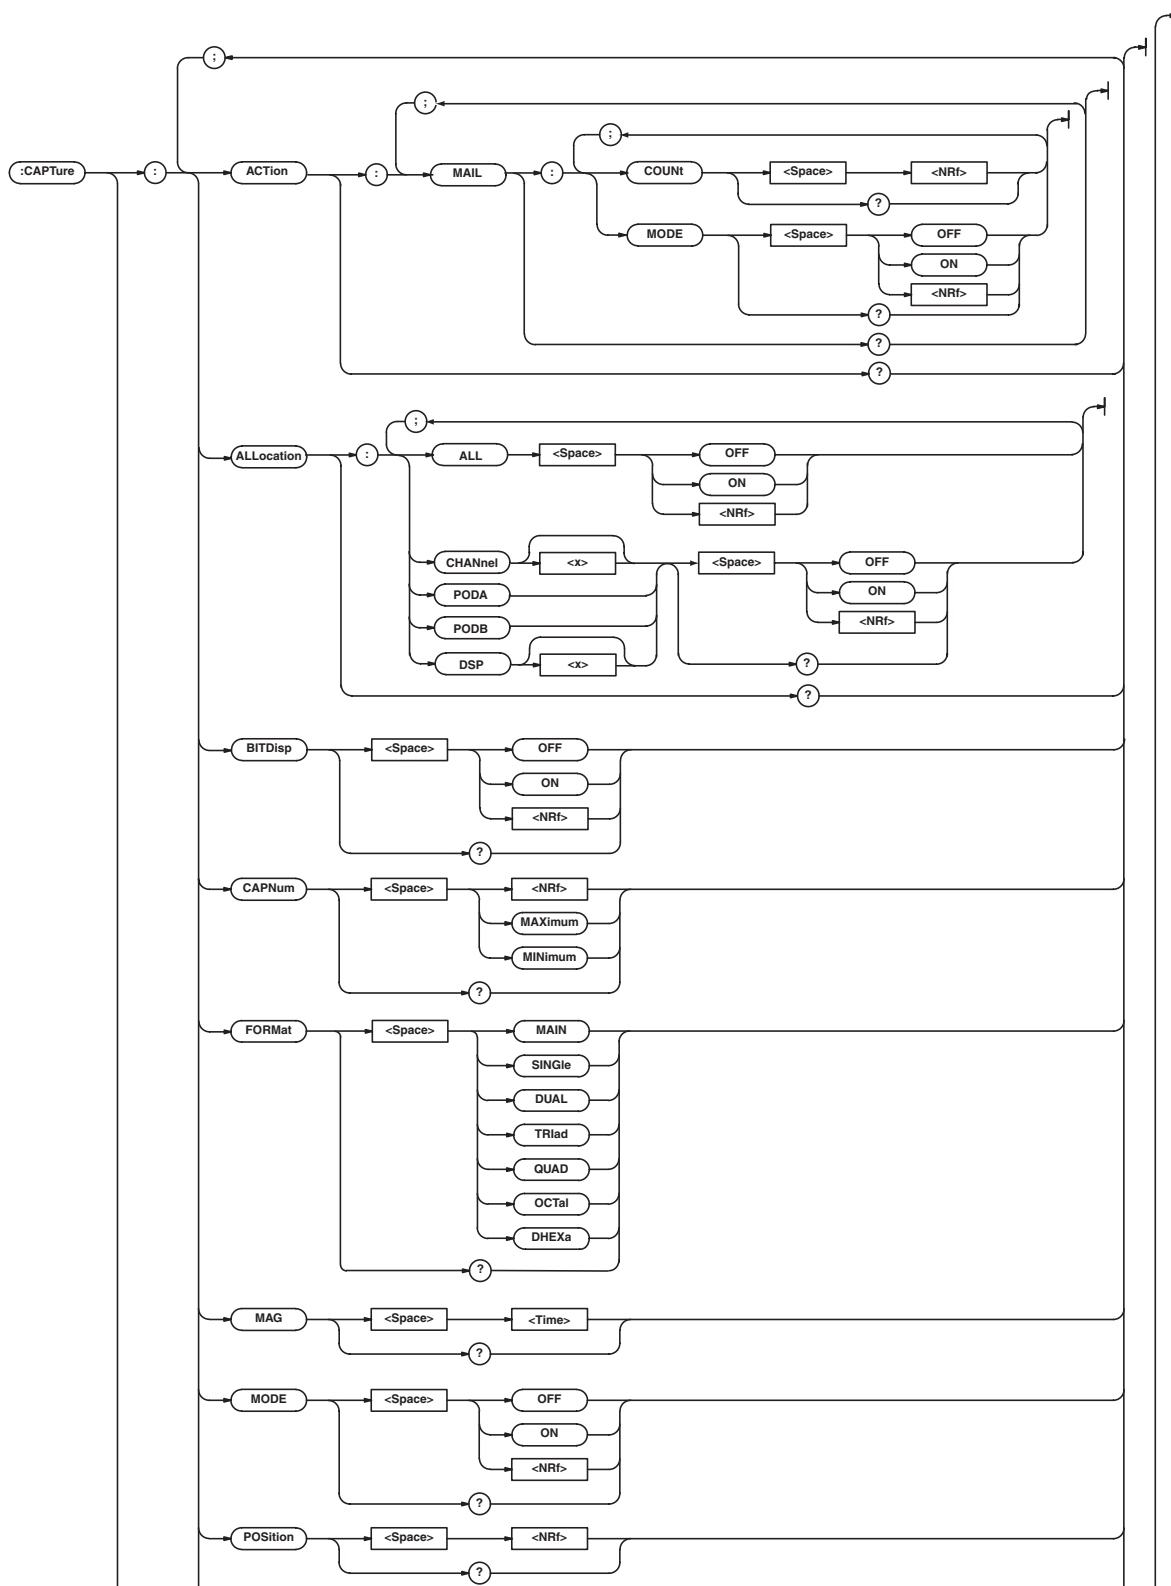 ;
;
;
:CAPTure : ACTion : MAIL : COUNt <Space> <NRf>
?
MODE <Space> OFF
ON
<NRf>
?
?
?
;
ALLocation : ALL <Space> OFF
ON
<NRf>
CHANnel <x> <Space> OFF
PODA ON
PODB <NRf>
DSP <x> ?
?
BITDisp <Space> OFF
ON
<NRf>
?
CAPNum <Space> <NRf>
MAXimum
MINimum
?
FORMat <Space> MAIN
SINGle
DUAL
TRIad
QUAD
OCTal
DHEXa
?
MAG <Space> <Time>
?
MODE <Space> OFF
ON
<NRf>
?
POSition <Space> <NRf>
?